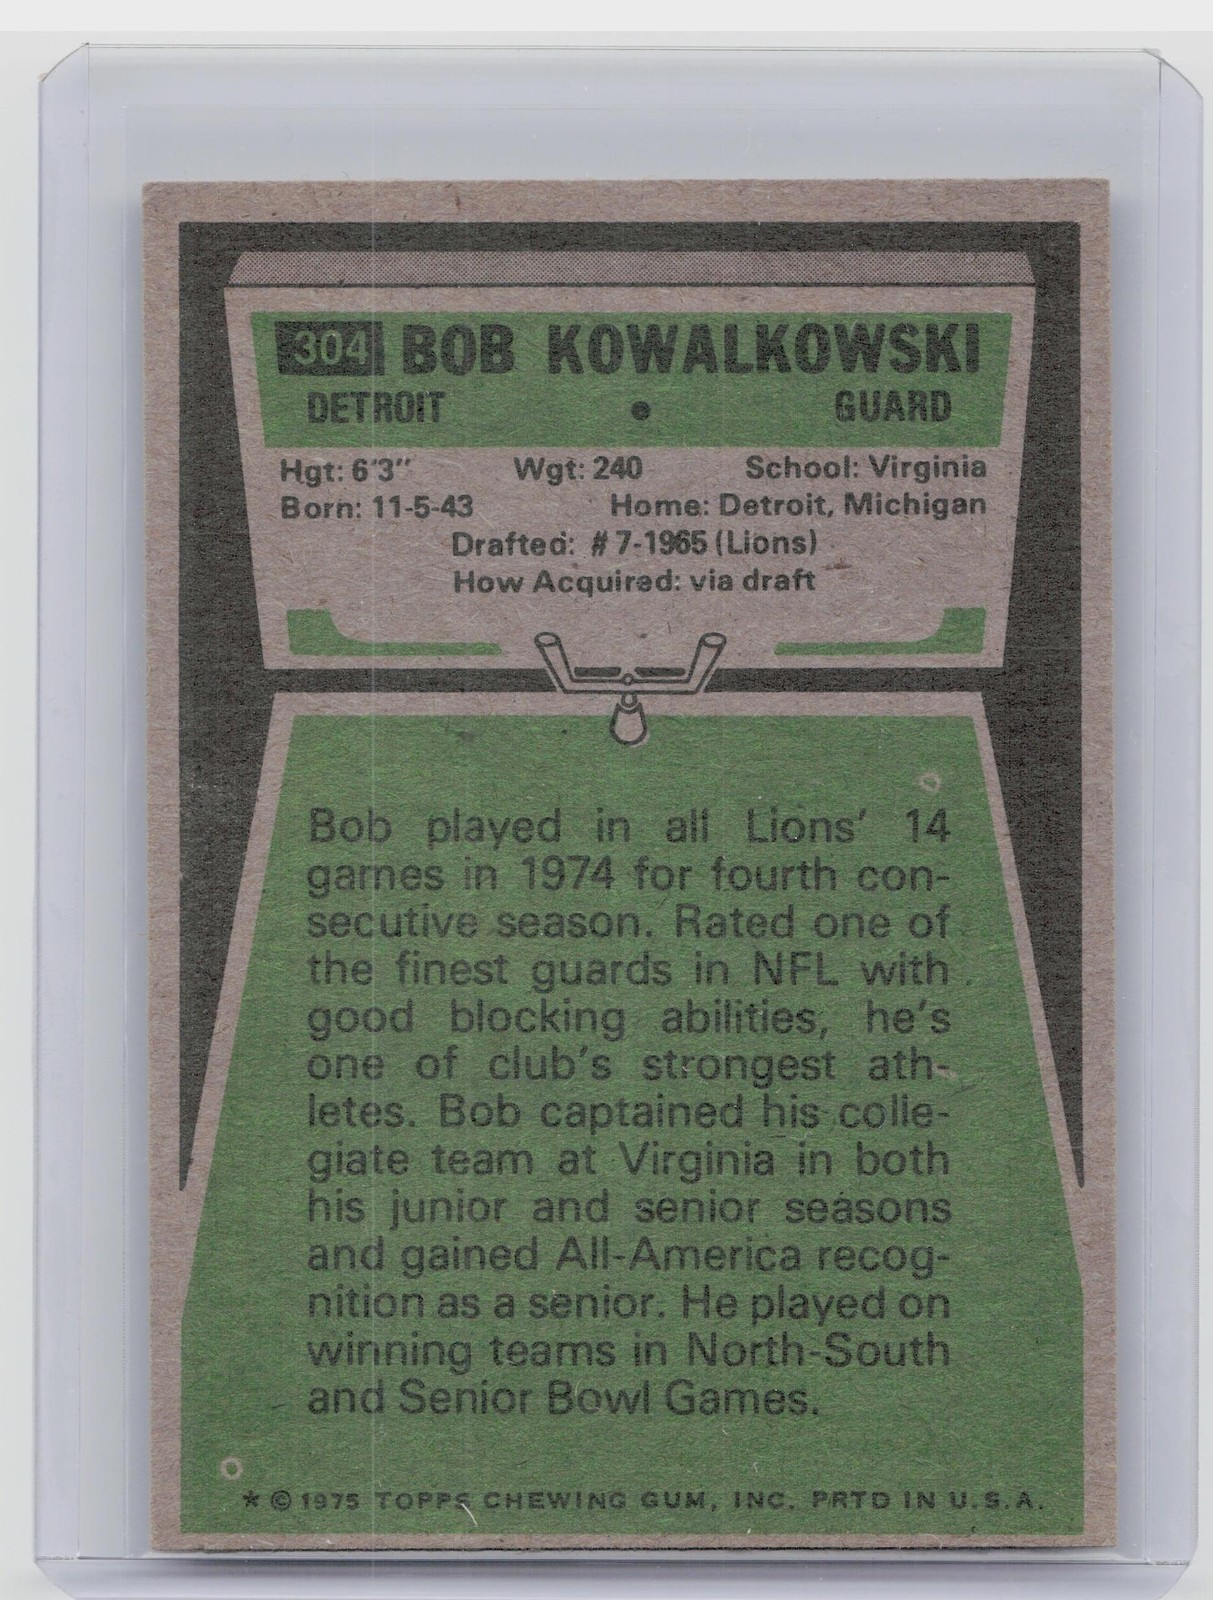 304 BOB KOWALKOWSKI
DETROIT • GUARD
Hgt: 6'3" Wgt: 240 School: Virginia
Born: 11-5-43 Home: Detroit, Michigan
Drafted: #7-1965 (Lions)
How Acquired: via draft
Bob played in all Lions' 14
games in 1974 for fourth con-
secutive season. Rated one of
the finest guards in NFL with
good blocking abilities, he's
one of club's strongest ath-
letes. Bob captained his colle-
giate team at Virginia in both
his junior and senior seasons
and gained All-America recog-
nition as a senior. He played on
winning teams in North-South
and Senior Bowl Games.
* © 1975 TOPPS CHEWING GUM, INC. PRTD IN U.S.A.